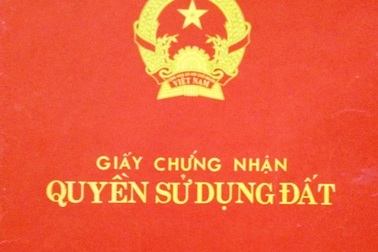 VIỆT NAM
GIẤY CHỨNG NHẬN
QUYỀN SỬ DỤNG ĐẤT